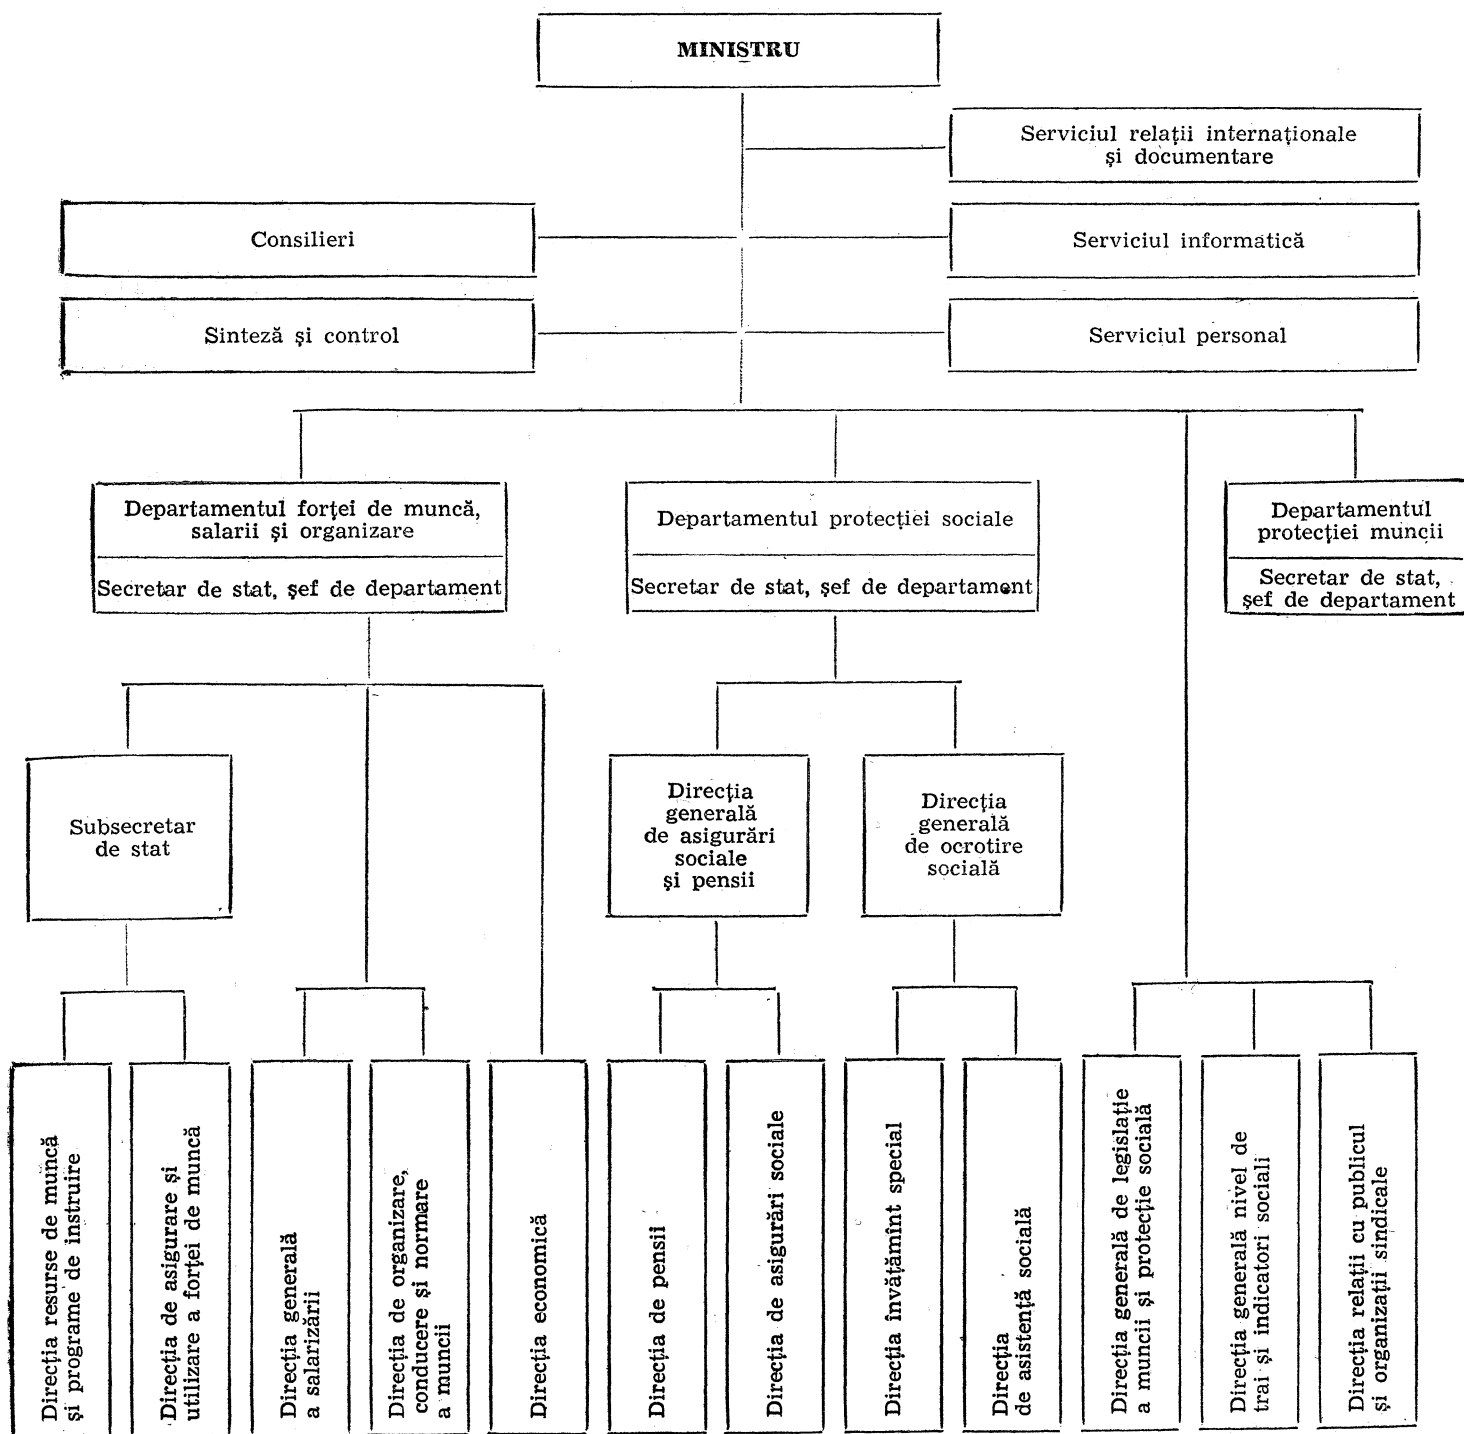 MINISTRU
Serviciul relații internaționale
și documentare
Consilieri
Serviciul informatică
Sinteză și control
Serviciul personal
Departamentul forței de muncă,
salarii și organizare
Secretar de stat, șef de departament
Departamentul protecției sociale
Secretar de stat, șef de departament
Departamentul
protecției muncii
Secretar de stat,
șef de departament
Subsecretar
de stat
Direcția
generală
de asigurări
sociale
și pensii
Direcția
generală
de ocrotire
socială
Direcția resurse de muncă
și programe de instruire
Direcția de asigurare și
utilizare a forței de muncă
Direcția generală
a salarizării
Direcția de organizare,
conducere și normare
a muncii
Direcția economică
Direcția de pensii
Direcția de asigurări sociale
Direcția învățămînt special
Direcția
de asistență socială
Direcția generală de legislație
a muncii și protecție socială
Direcția generală nivel de
trai și indicatori sociali
Direcția relații cu publicul
și organizații sindicale